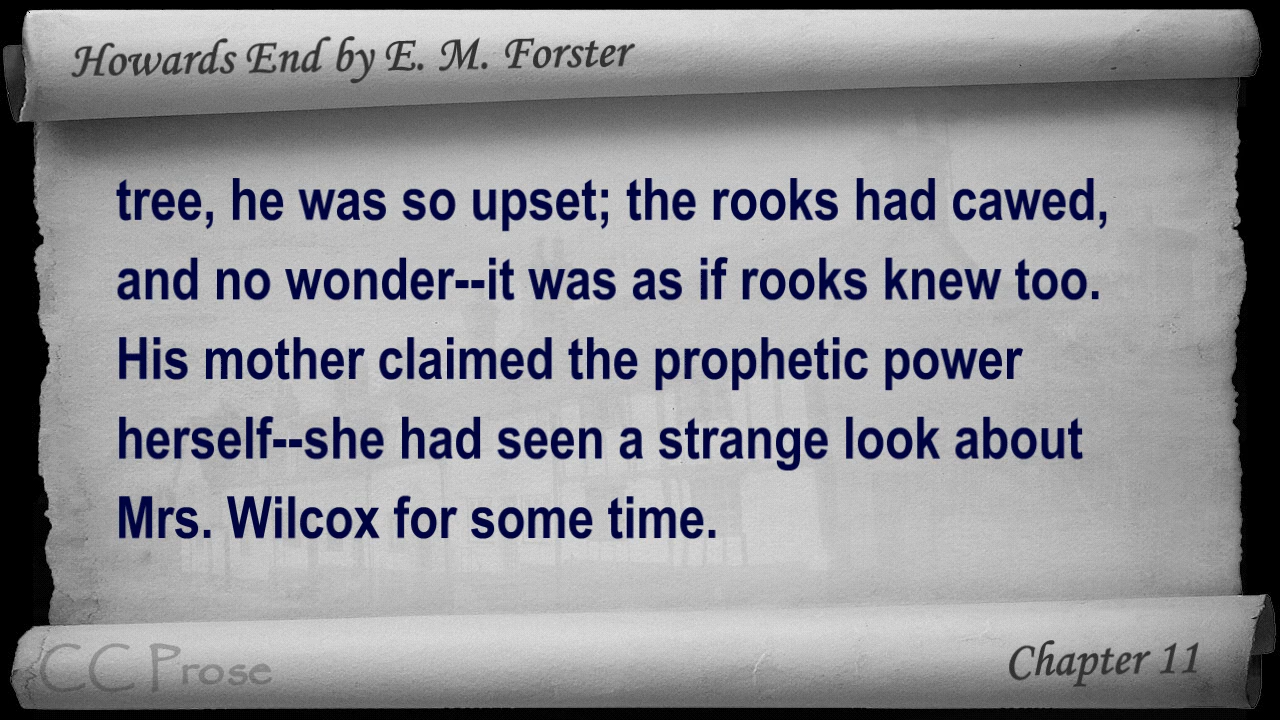 Howards End by E. M. Forster
tree, he was so upset; the rooks had cawed,
and no wonder--it was as if rooks knew too.
His mother claimed the prophetic power
herself--she had seen a strange look about
Mrs. Wilcox for some time.
CC Prose
Chapter 11